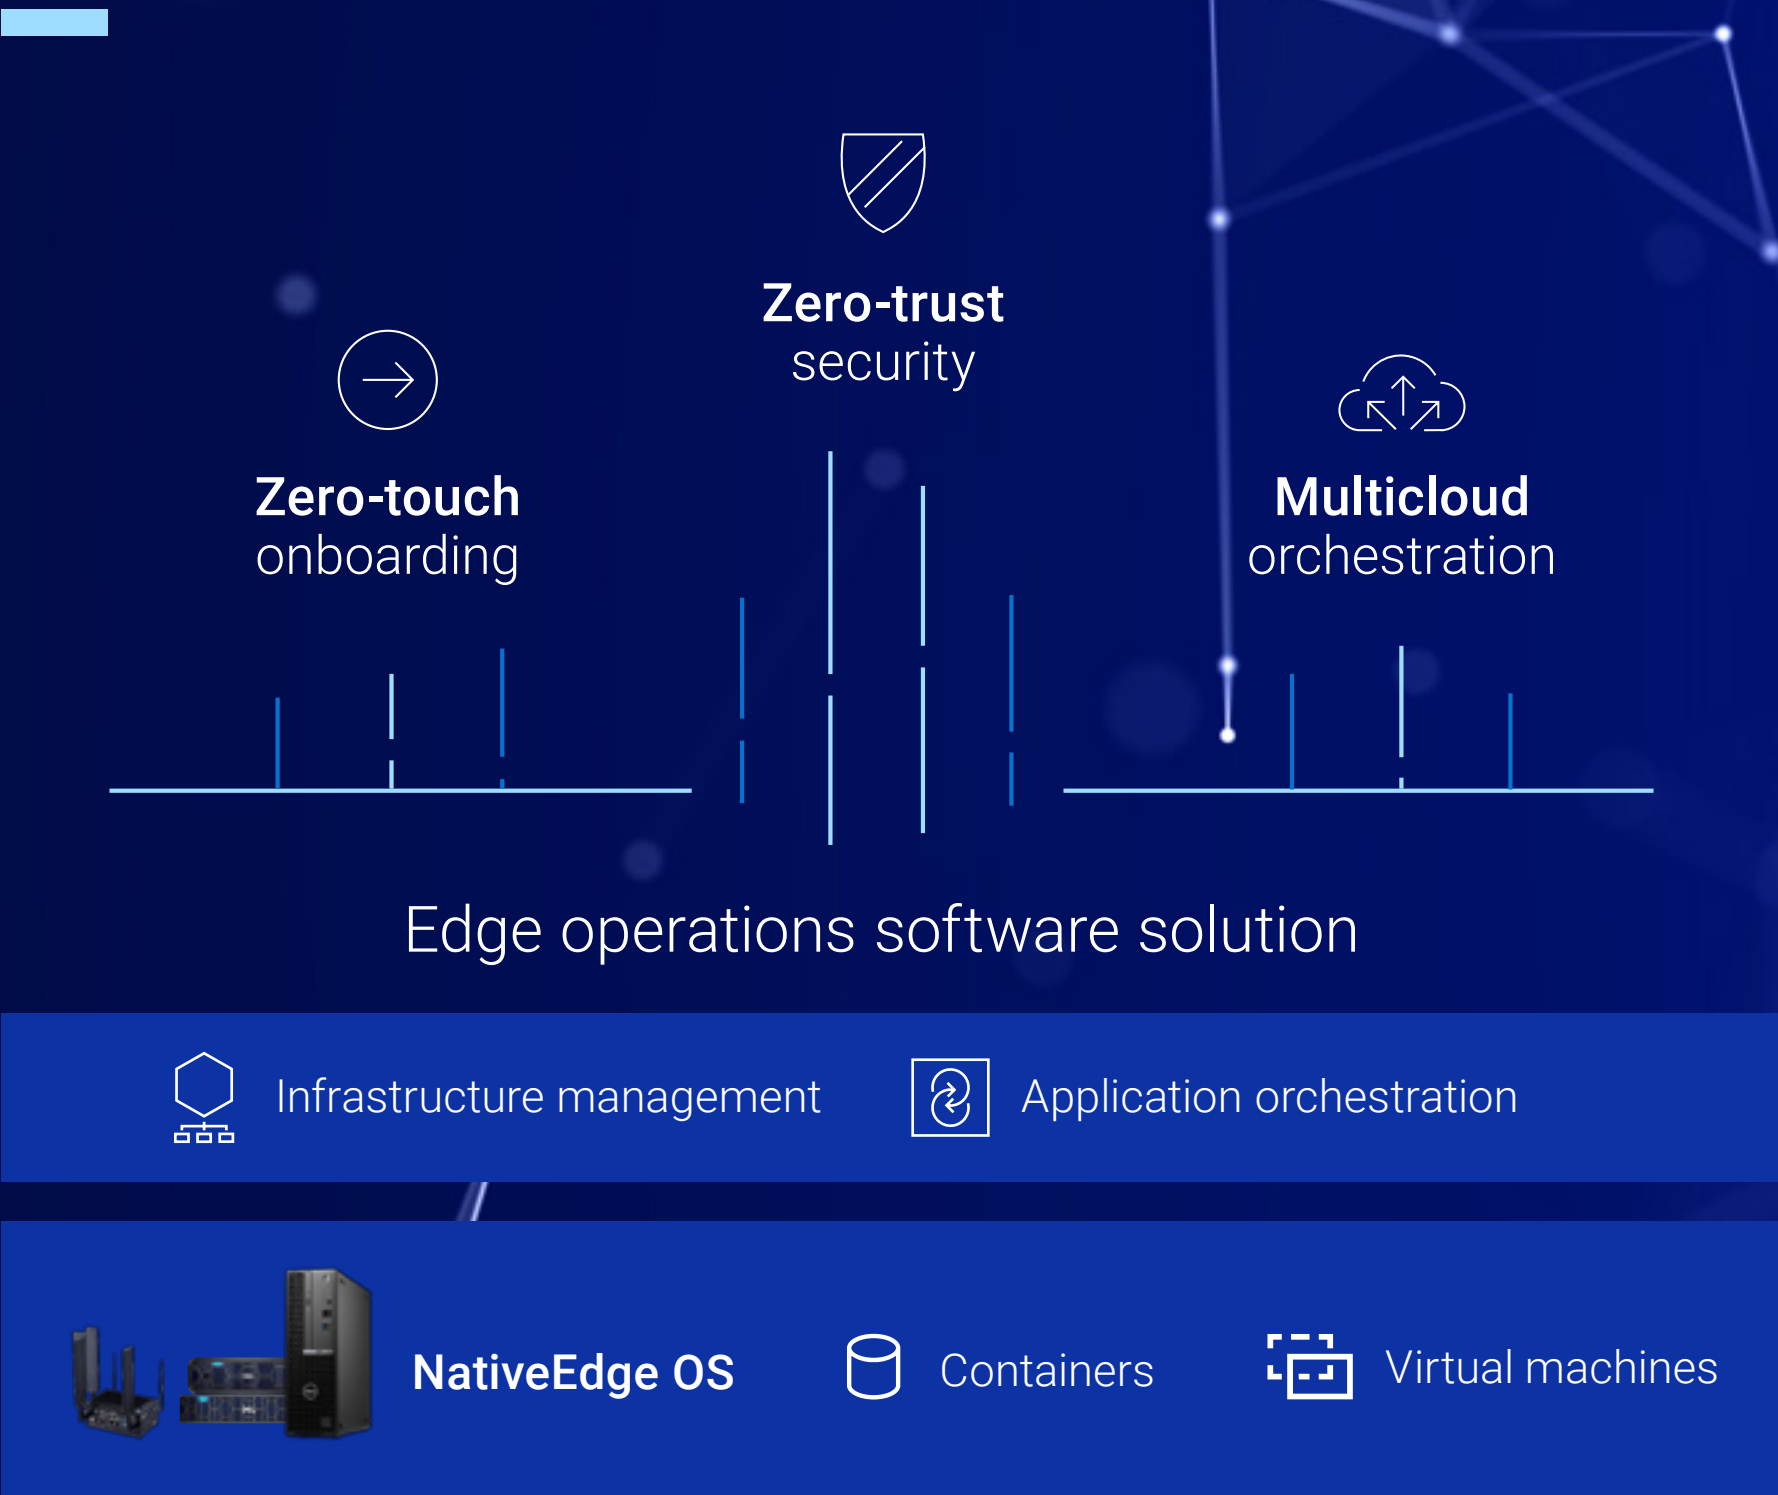 Zero-trust
security
Zero-touch
onboarding
Multicloud
orchestration
Edge operations software solution
Infrastructure management
Application orchestration
NativeEdge OS
Containers
Virtual machines